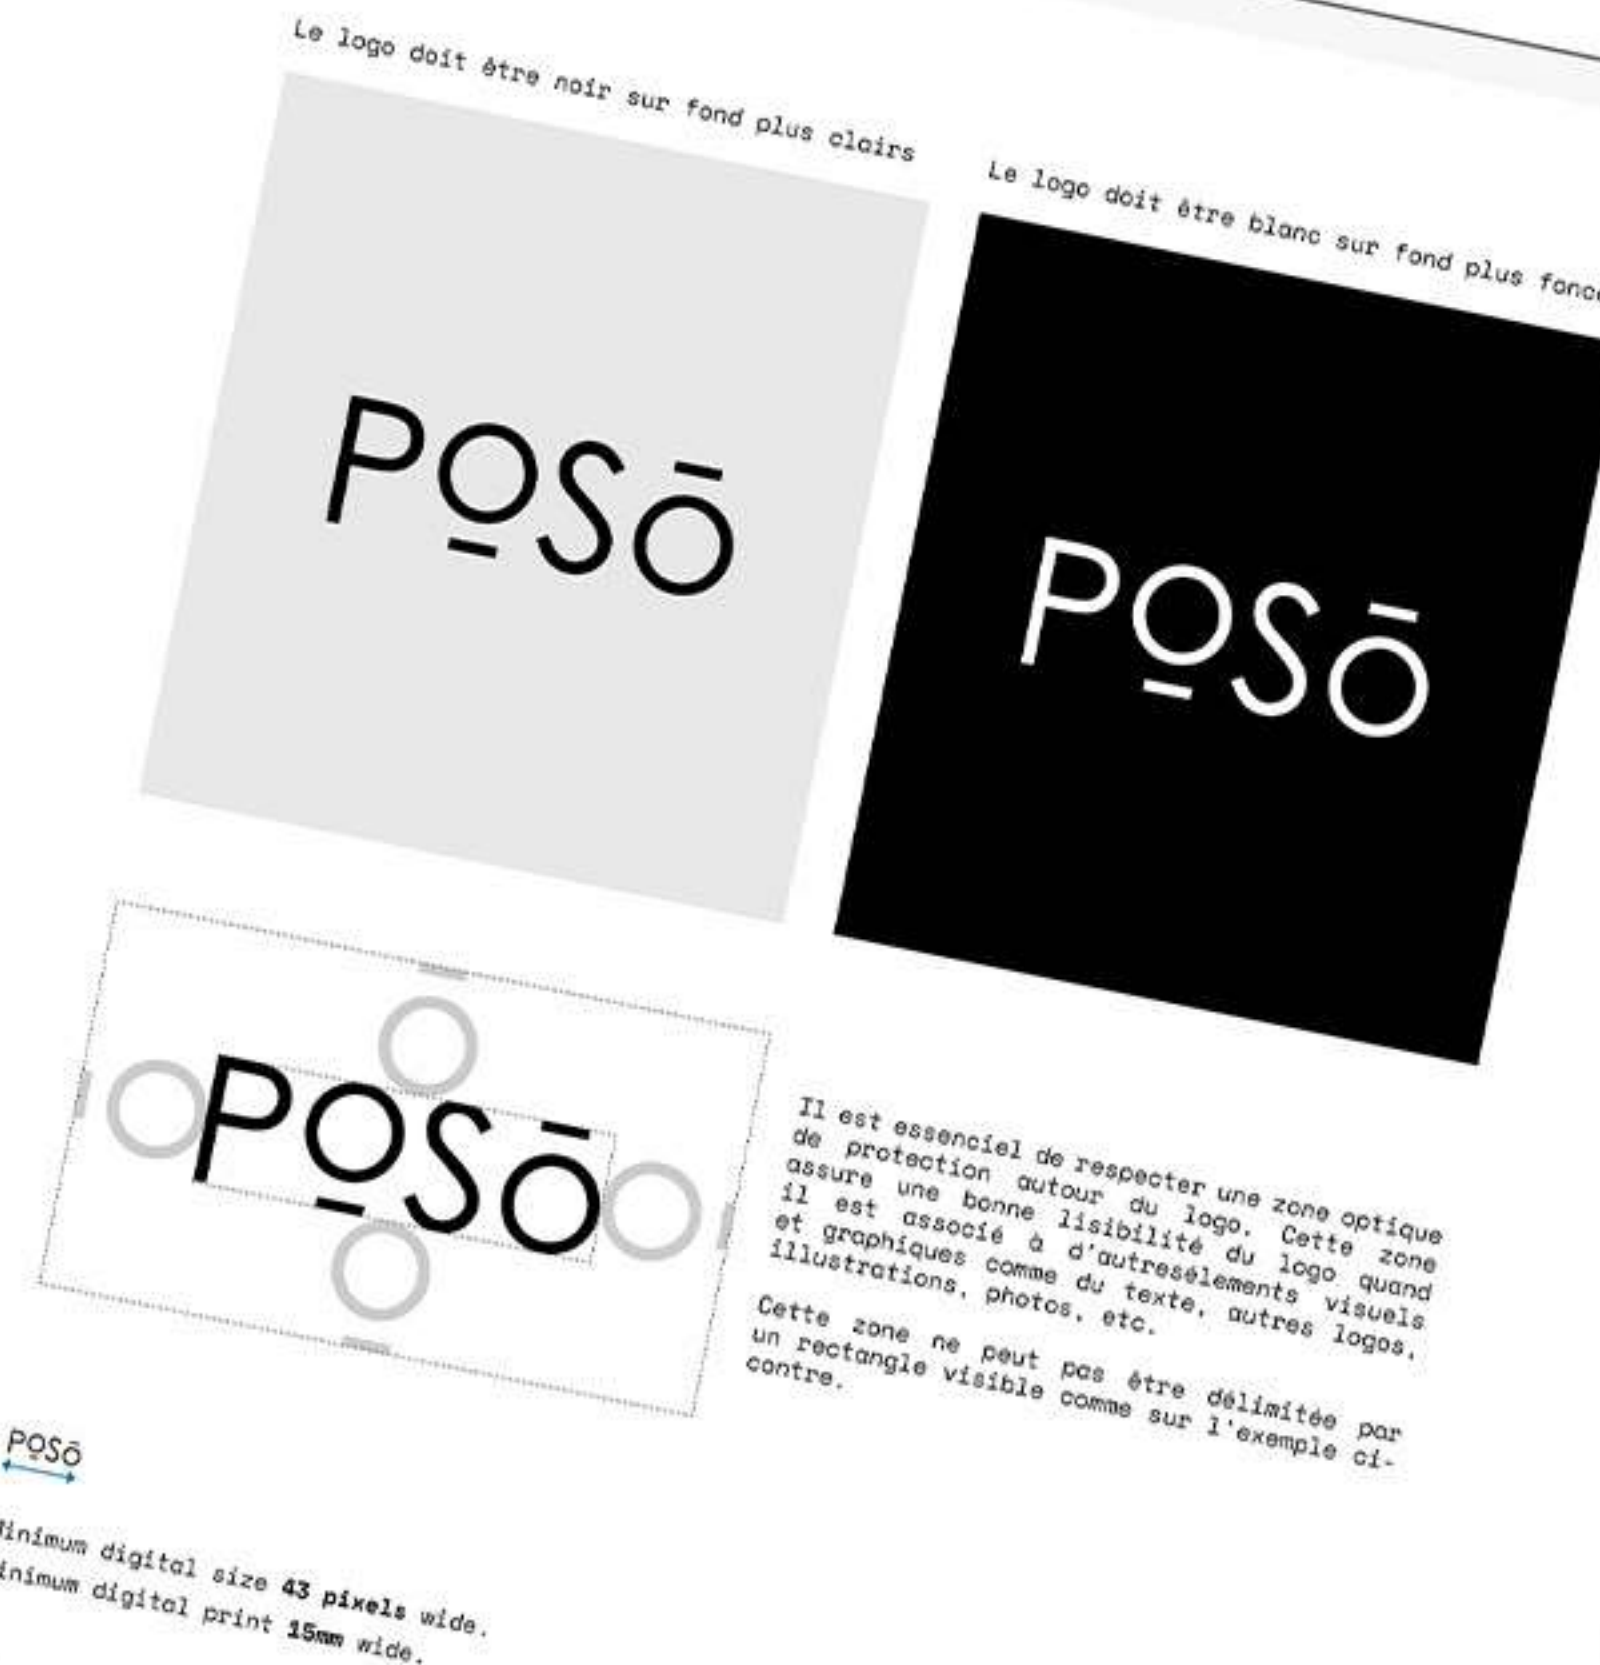 Le logo doit être noir sur fond plus clairs
POSŌ
Le logo doit être blanc sur fond plus
POSŌ
POSŌ
Il est essenciel de respecter une zone optique
de protection autour du logo. Cette zone
assure une bonne lisibilité du logo quand
il est associé à d'autresélements visuels
et graphiques comme du texte, autres logos,
illustrations, photos, etc.
Cette zone ne peut pas être délimitée par
un rectangle visible comme sur l'exemple ci-
contre.
POSŌ
Minimum digital size 43 pixels wide.
Minimum digital print 15mm wide.